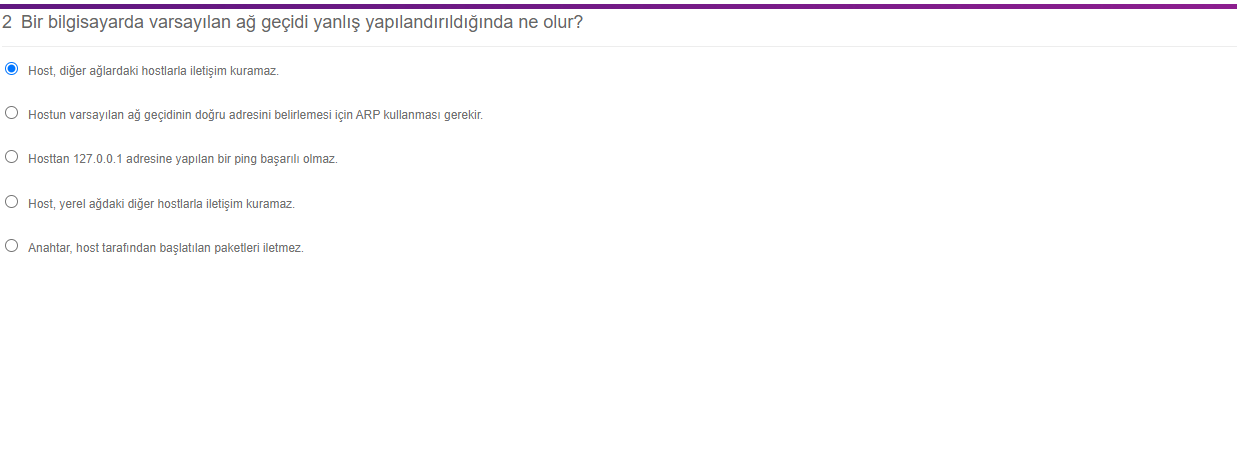 2 Bir bilgisayarda varsayılan ağ geçidi yanlış yapılandırıldığında ne olur?
Host, diğer ağlardaki hostlarla iletişim kuramaz.
Hostun varsayılan ağ geçidinin doğru adresini belirlemesi için ARP kullanması gerekir.
Hosttan 127.0.0.1 adresine yapılan bir ping başarılı olmaz.
Host, yerel ağdaki diğer hostlarla iletişim kuramaz.
Anahtar, host tarafından başlatılan paketleri iletmez.